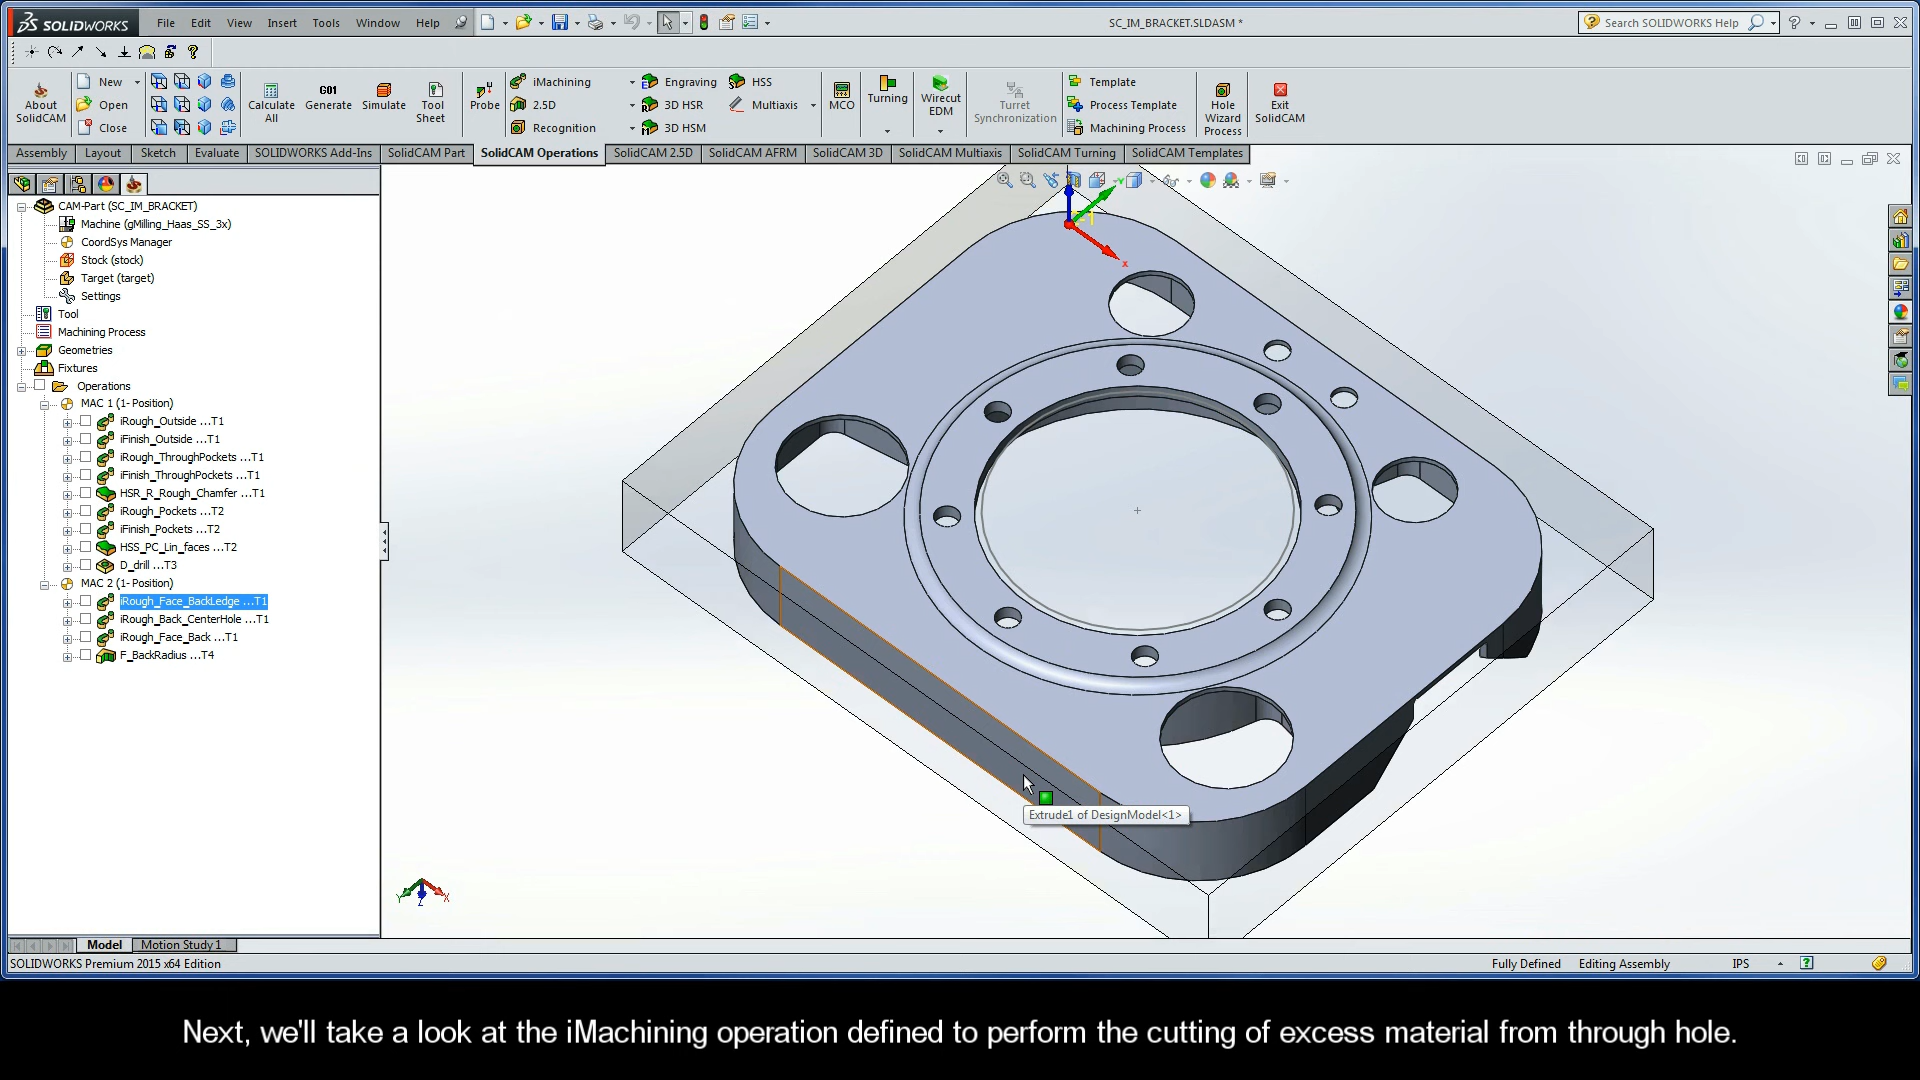 SOLIDWORKS File Edit View Insert Tools Window Help SC_IM_BRACKET.SLDASM * Search SOLIDWORKS Help
About SolidCAM
New
Open
Close
Calculate All
G01
Generate
Simulate
Tool Sheet
Probe
iMachining
2.5D
Recognition
Engraving
3D HSR
3D HSM
HSS
Multiaxis
MCO
Turning
Wirecut EDM
Turret Synchronization
Template
Process Template
Machining Process
Hole Wizard Process
Exit SolidCAM
Assembly Layout Sketch Evaluate SOLIDWORKS Add-Ins SolidCAM Part SolidCAM Operations SolidCAM 2.5D SolidCAM AFRM SolidCAM 3D SolidCAM Multiaxis SolidCAM Turning SolidCAM Templates
CAM-Part (SC_IM_BRACKET)
Machine (gMilling_Haas_SS_3x)
CoordSys Manager
Stock (stock)
Target (target)
Settings
Tool
Machining Process
Geometries
Fixtures
Operations
MAC 1 (1- Position)
iRough_Outside ...T1
iFinish_Outside ...T1
iRough_ThroughPockets ...T1
iFinish_ThroughPockets ...T1
HSR_R_Rough_Chamfer ...T1
iRough_Pockets ...T2
iFinish_Pockets ...T2
HSS_PC_Lin_faces ...T2
D_drill ...T3
MAC 2 (1- Position)
iRough_Face_BackLedge ...T1
iRough_Back_CenterHole ...T1
iRough_Face_Back ...T1
F_BackRadius ...T4
x
Extrude1 of DesignModel<1>
Y Z X
Model Motion Study 1
SOLIDWORKS Premium 2015 x64 Edition Fully Defined Editing Assembly IPS
Next, we'll take a look at the iMachining operation defined to perform the cutting of excess material from through hole.